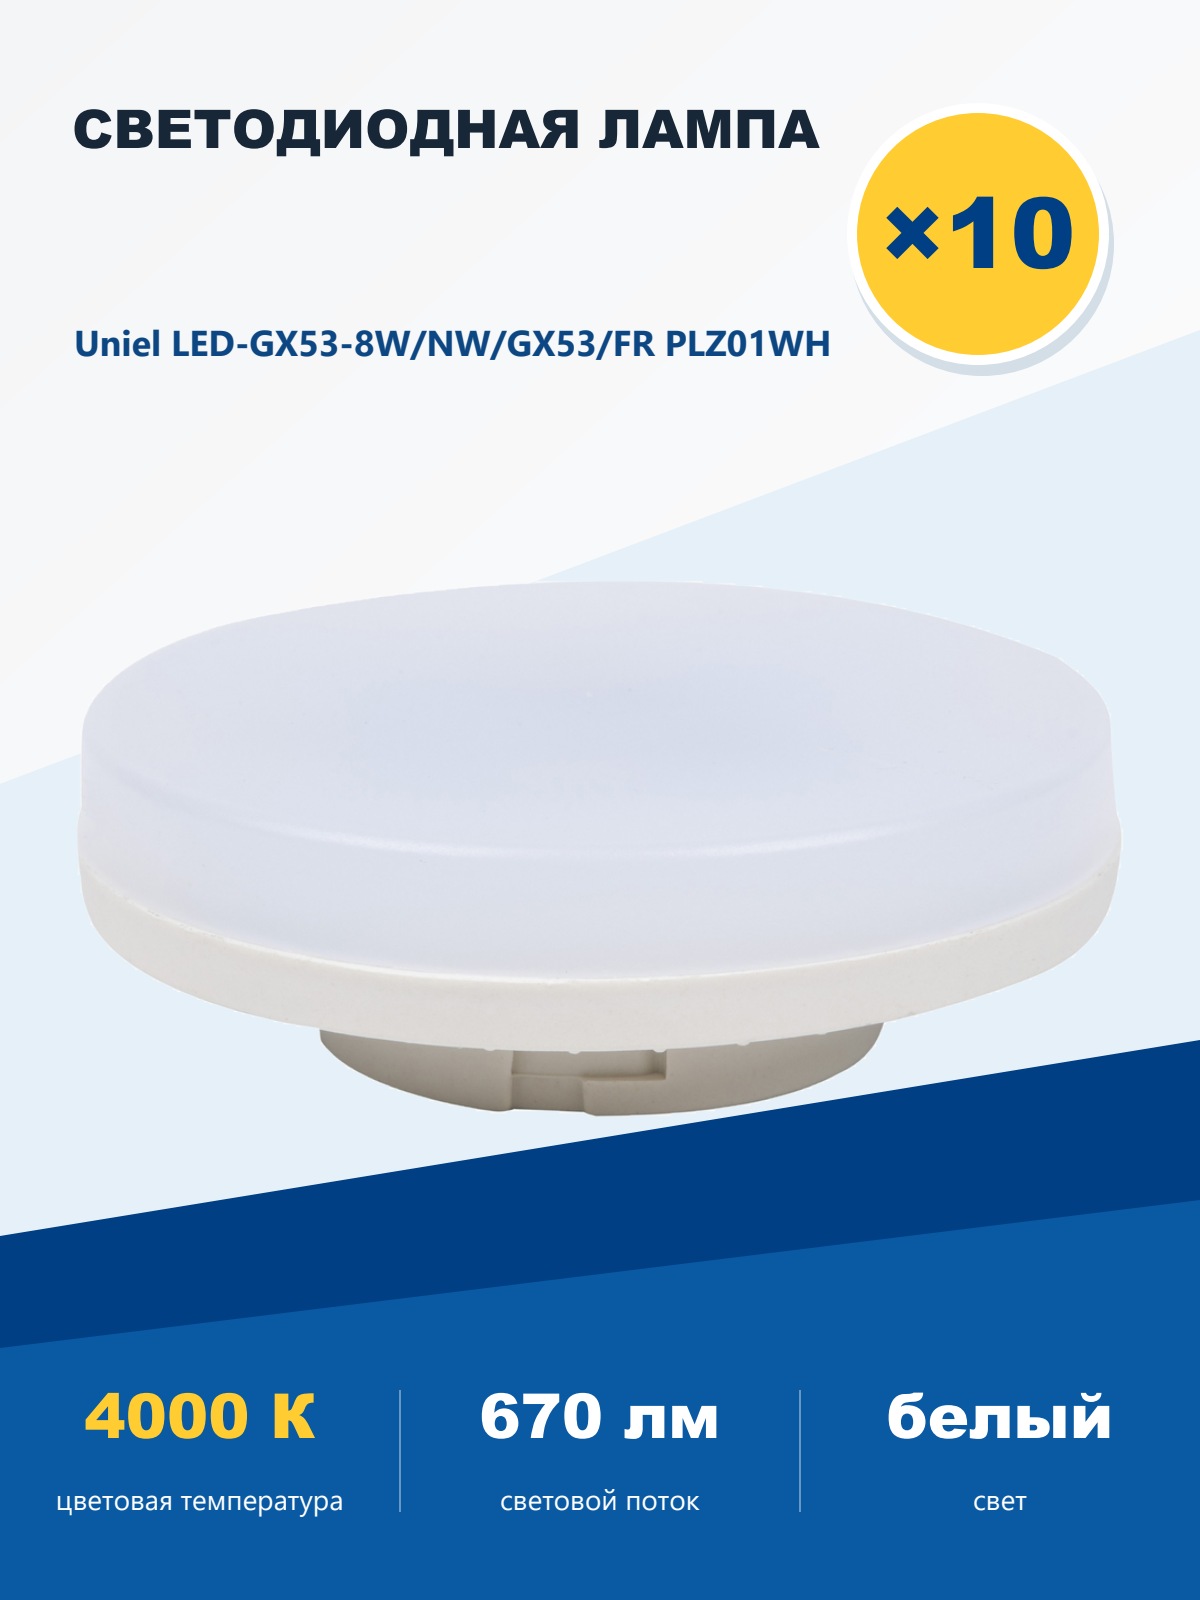 СВЕТОДИОДНАЯ ЛАМПА
×10
Uniel LED-GX53-8W/NW/GX53/FR PLZ01WH
4000 К
цветовая температура
670 лм
световой поток
белый
свет